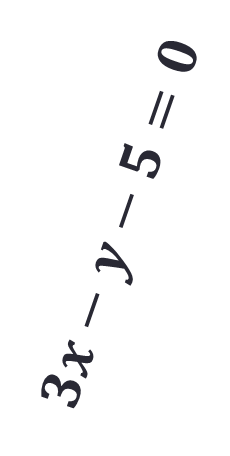 3x − y − 5 = 0